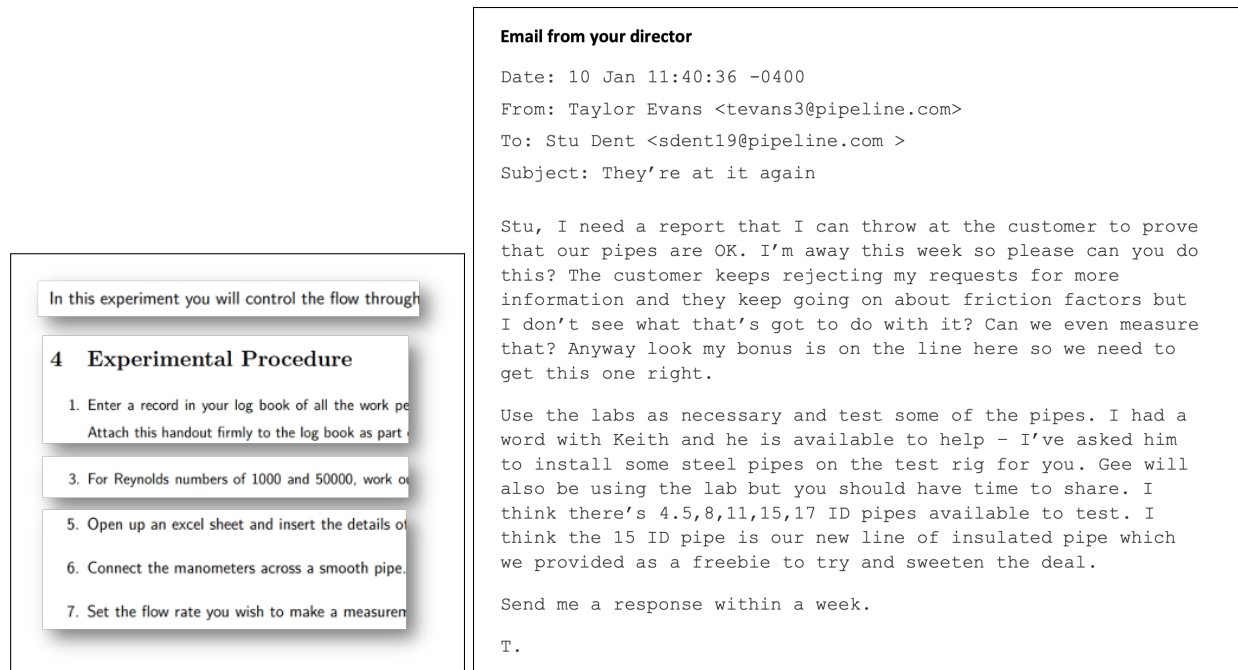 In this experiment you will control the flow through
4 Experimental Procedure
1. Enter a record in your log book of all the work pe
Attach this handout firmly to the log book as part
3. For Reynolds numbers of 1000 and 50000, work
5. Open up an excel sheet and insert the details of
6. Connect the manometers across a smooth pipe.
7. Set the flow rate you wish to make a measurem
Email from your director
Date: 10 Jan 11:40:36 -0400
From: Taylor Evans <tevans3@pipeline.com>
To: Stu Dent <sdent19@pipeline.com >
Subject: They’re at it again
Stu, I need a report that I can throw at the customer to prove
that our pipes are OK. I’m away this week so please can you do
this? The customer keeps rejecting my requests for more
information and they keep going on about friction factors but
I don’t see what that’s got to do with it? Can we even measure
that? Anyway look my bonus is on the line here so we need to
get this one right.
Use the labs as necessary and test some of the pipes. I had a
word with Keith and he is available to help – I’ve asked him
to install some steel pipes on the test rig for you. Gee will
also be using the lab but you should have time to share. I
think there’s 4.5,8,11,15,17 ID pipes available to test. I
think the 15 ID pipe is our new line of insulated pipe which
we provided as a freebie to try and sweeten the deal.
Send me a response within a week.
T.